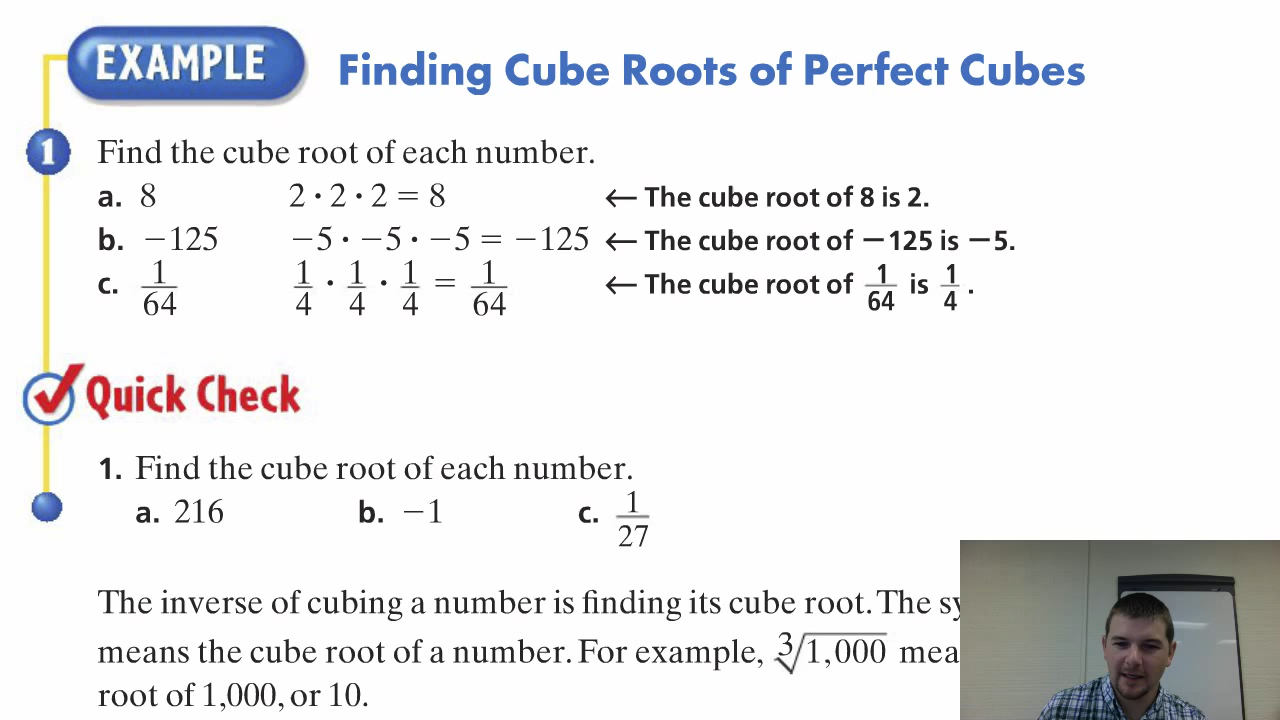 EXAMPLE Finding Cube Roots of Perfect Cubes
1 Find the cube root of each number.
a. 8 2 · 2 · 2 = 8 ← The cube root of 8 is 2.
b. −125 −5 · −5 · −5 = −125 ← The cube root of −125 is −5.
c. 1/64 1/4 · 1/4 · 1/4 = 1/64 ← The cube root of 1/64 is 1/4.
Quick Check
1. Find the cube root of each number.
a. 216 b. −1 c. 1/27
The inverse of cubing a number is finding its cube root. The
means the cube root of a number. For example, ∛1,000
root of 1,000, or 10.